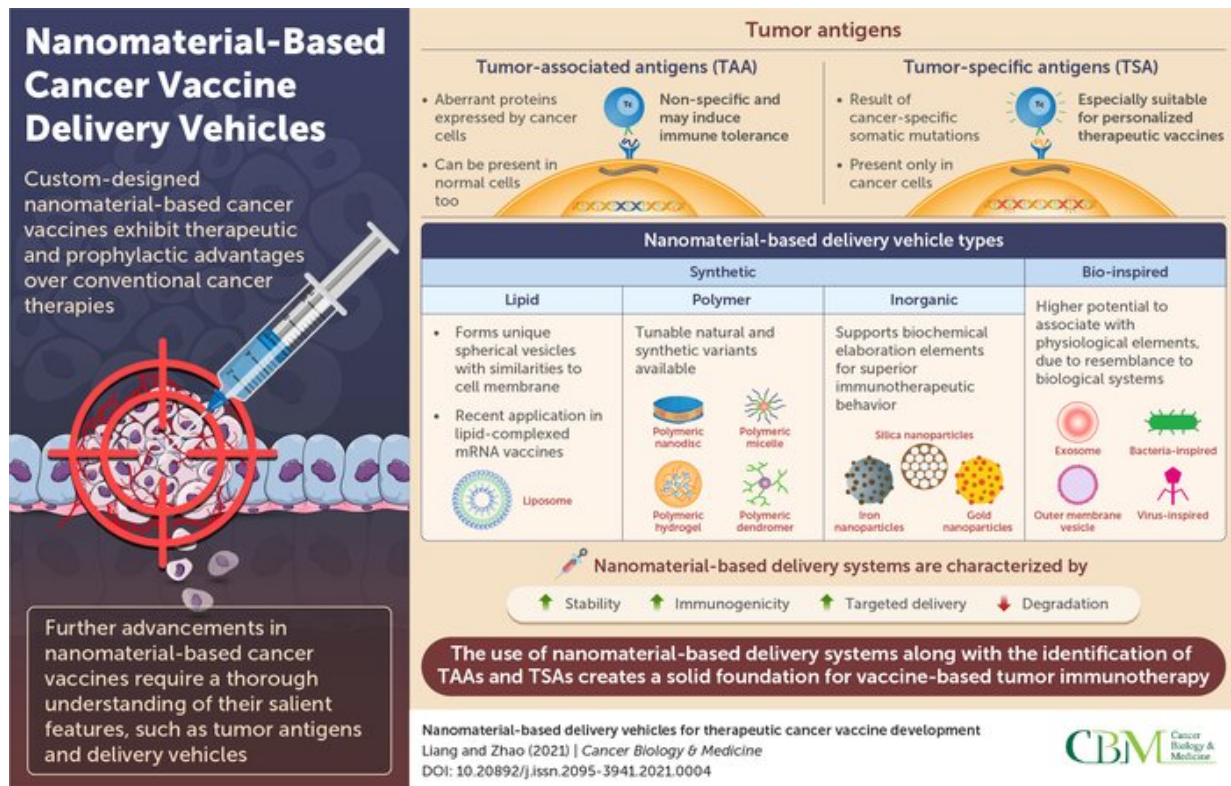 Nanomaterial-Based
Cancer Vaccine
Delivery Vehicles
Custom-designed
nanomaterial-based cancer
vaccines exhibit therapeutic
and prophylactic advantages
over conventional cancer
therapies
Further advancements in
nanomaterial-based cancer
vaccines require a thorough
understanding of their salient
features, such as tumor antigens
and delivery vehicles
Tumor antigens
Tumor-associated antigens (TAA)
• Aberrant proteins
expressed by cancer
cells
• Can be present in
normal cells
too
Tc
Non-specific and
may induce
immune tolerance
Tumor-specific antigens (TSA)
• Result of
cancer-specific
somatic mutations
• Present only in
cancer cells
Tc
Especially suitable
for personalized
therapeutic vaccines
Nanomaterial-based delivery vehicle types
Synthetic
Bio-inspired
Lipid
• Forms unique
spherical vesicles
with similarities to
cell membrane
• Recent application in
lipid-complexed
mRNA vaccines
Liposome
Polymer
Tunable natural and
synthetic variants
available
Polymeric
nanodisc
Polymeric
micelle
Polymeric
hydrogel
Polymeric
dendromer
Inorganic
Supports biochemical
elaboration elements
for superior
immunotherapeutic
behavior
Silica nanoparticles
Iron
nanoparticles
Gold
nanoparticles
Higher potential to
associate with
physiological elements,
due to resemblance to
biological systems
Exosome
Bacteria-inspired
Outer membrane
vesicle
Virus-inspired
Nanomaterial-based delivery systems are characterized by
Stability
Immunogenicity
Targeted delivery
Degradation
The use of nanomaterial-based delivery systems along with the identification of
TAAs and TSAs creates a solid foundation for vaccine-based tumor immunotherapy
Nanomaterial-based delivery vehicles for therapeutic cancer vaccine development
Liang and Zhao (2021) | Cancer Biology & Medicine
DOI: 10.20892/j.issn.2095-3941.2021.0004
CBM
Cancer
Biology &
Medicine